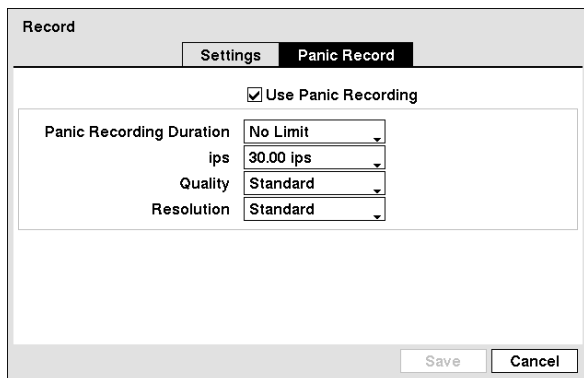 Record
Settings Panic Record
Use Panic Recording
Panic Recording Duration No Limit
ips 30.00 ips
Quality Standard
Resolution Standard
Save Cancel